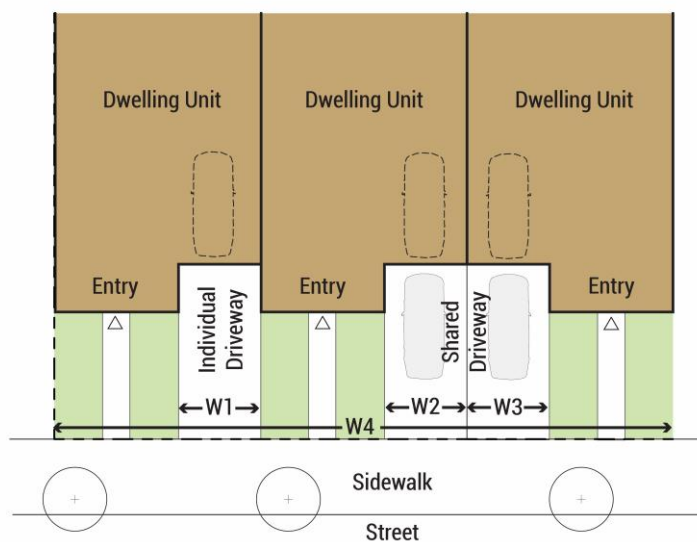 Dwelling Unit
Dwelling Unit
Dwelling Unit
Entry
Individual
Driveway
Entry
Shared
Driveway
Entry
W1
W2
W3
W4
Sidewalk
Street